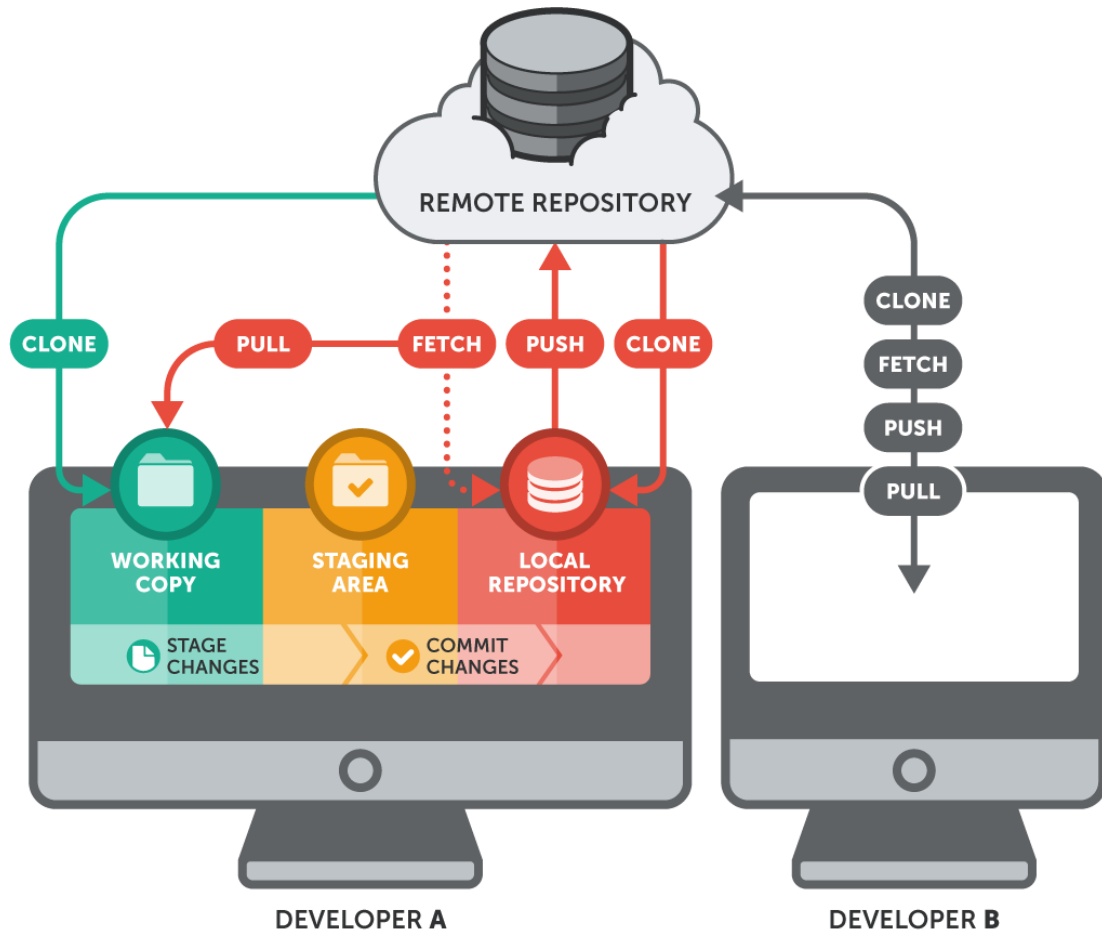 REMOTE REPOSITORY
CLONE
PULL
FETCH
PUSH
CLONE
WORKING
COPY
STAGING
AREA
LOCAL
REPOSITORY
STAGE
CHANGES
COMMIT
CHANGES
DEVELOPER A
CLONE
FETCH
PUSH
PULL
DEVELOPER B